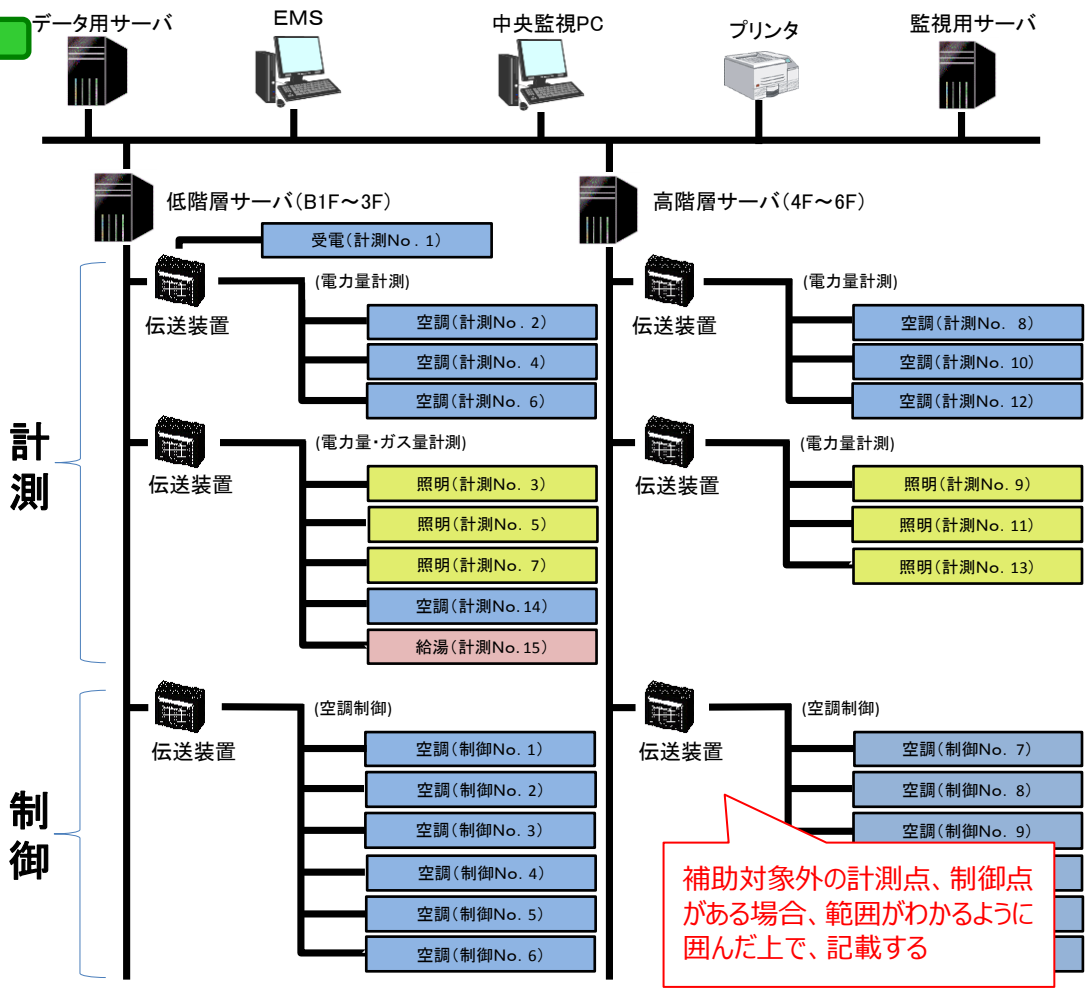 データ用サーバ
EMS
中央監視PC
プリンタ
監視用サーバ
低階層サーバ(B1F～3F)
高階層サーバ(4F～6F)
受電(計測No．1)
計測
伝送装置
(電力量計測)
空調(計測No．2)
空調(計測No．4)
空調(計測No．6)
伝送装置
(電力量・ガス量計測)
照明(計測No．3)
照明(計測No．5)
照明(計測No．7)
空調(計測No．14)
給湯(計測No．15)
伝送装置
(電力量計測)
空調(計測No．8)
空調(計測No．10)
空調(計測No．12)
伝送装置
(電力量計測)
照明(計測No．9)
照明(計測No．11)
照明(計測No．13)
制御
伝送装置
(空調制御)
空調(制御No．1)
空調(制御No．2)
空調(制御No．3)
空調(制御No．4)
空調(制御No．5)
空調(制御No．6)
伝送装置
(空調制御)
空調(制御No．7)
空調(制御No．8)
空調(制御No．9)
補助対象外の計測点、制御点
がある場合、範囲がわかるように
囲んだ上で、記載する